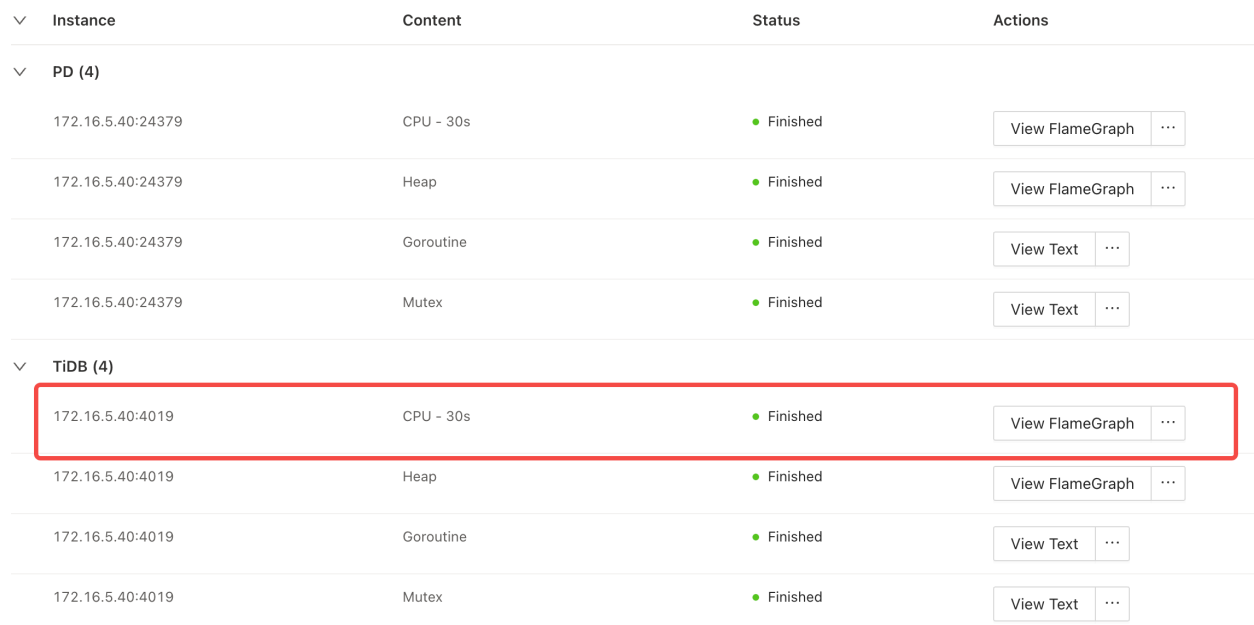 Instance Content Status Actions
PD (4)
172.16.5.40:24379 CPU - 30s Finished View FlameGraph ...
172.16.5.40:24379 Heap Finished View FlameGraph ...
172.16.5.40:24379 Goroutine Finished View Text ...
172.16.5.40:24379 Mutex Finished View Text ...
TiDB (4)
172.16.5.40:4019 CPU - 30s Finished View FlameGraph ...
172.16.5.40:4019 Heap Finished View FlameGraph ...
172.16.5.40:4019 Goroutine Finished View Text ...
172.16.5.40:4019 Mutex Finished View Text ...